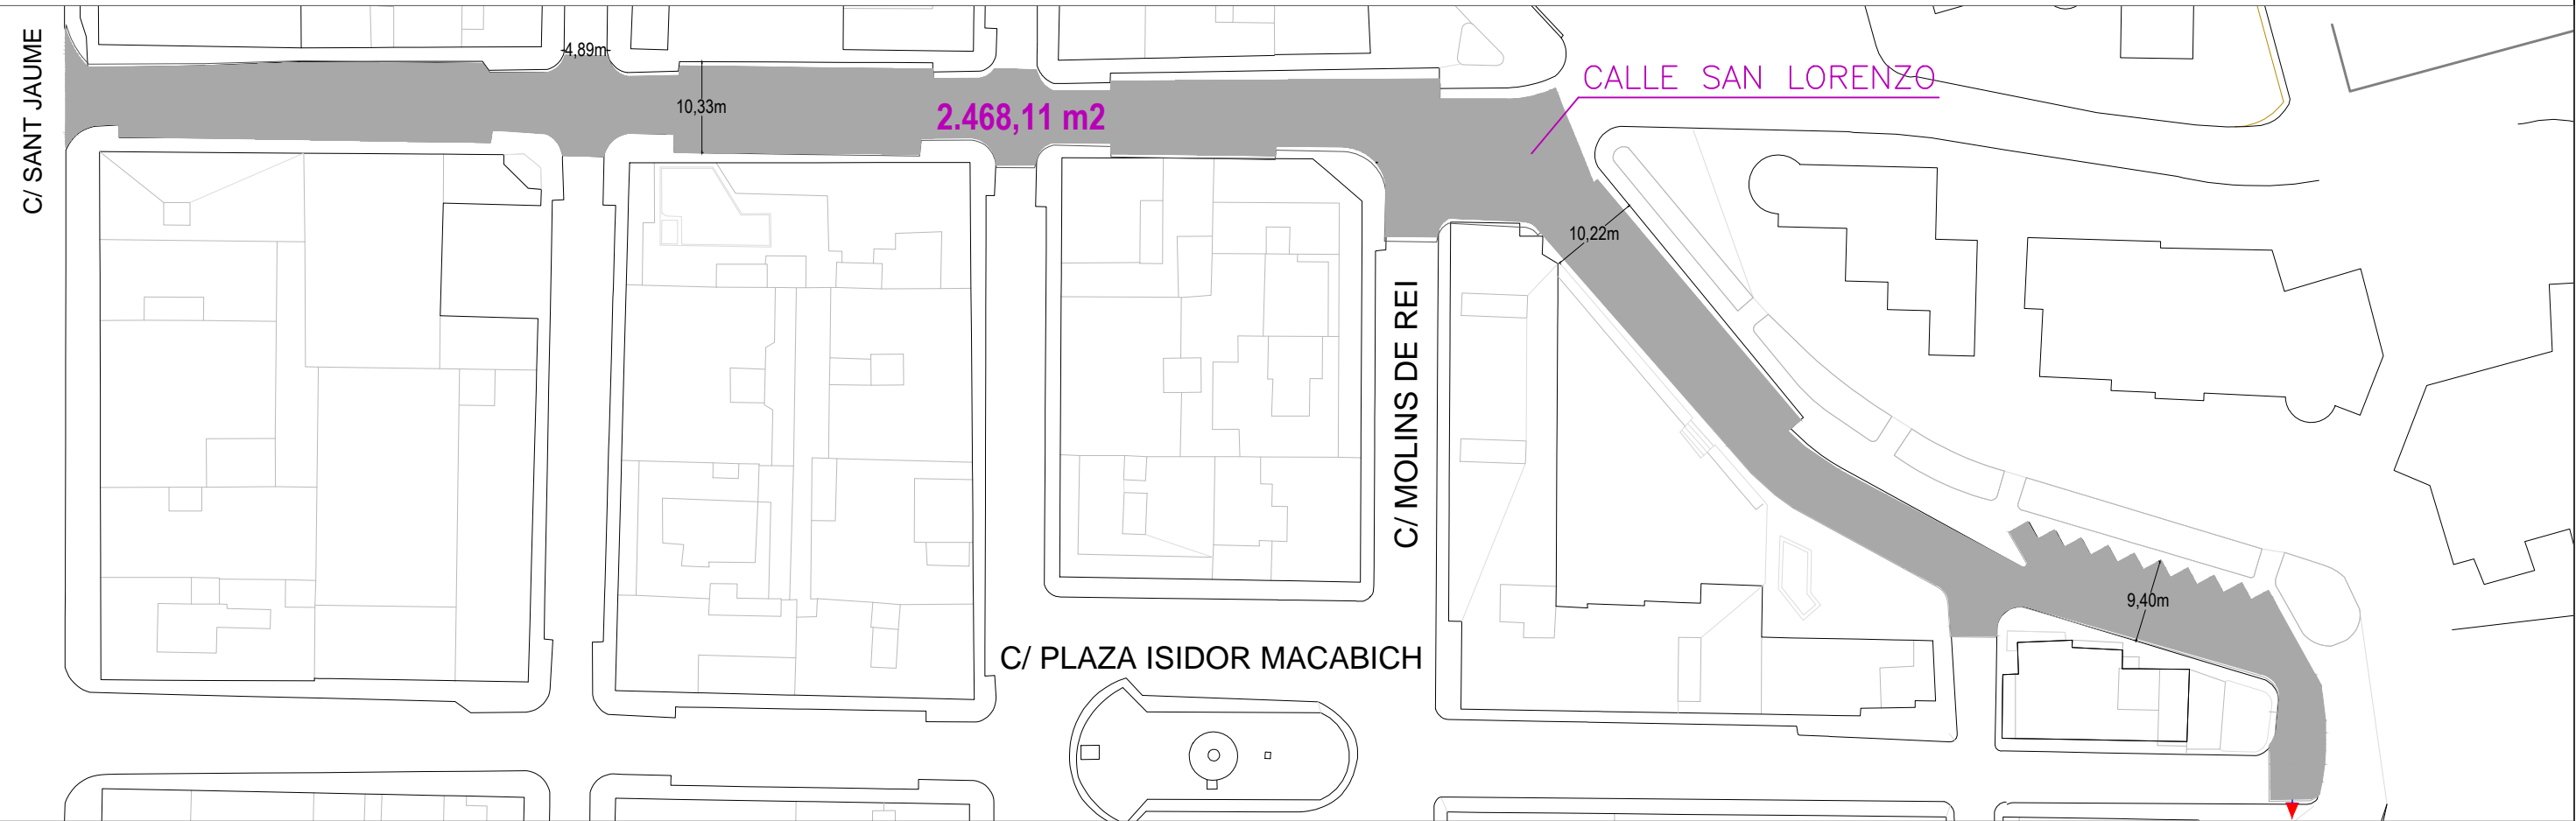 C/ SANT JAUME
4,89m
10,33m
2.468,11 m2
CALLE SAN LORENZO
10,22m
C/ MOLINS DE REI
9,40m
C/ PLAZA ISIDOR MACABICH